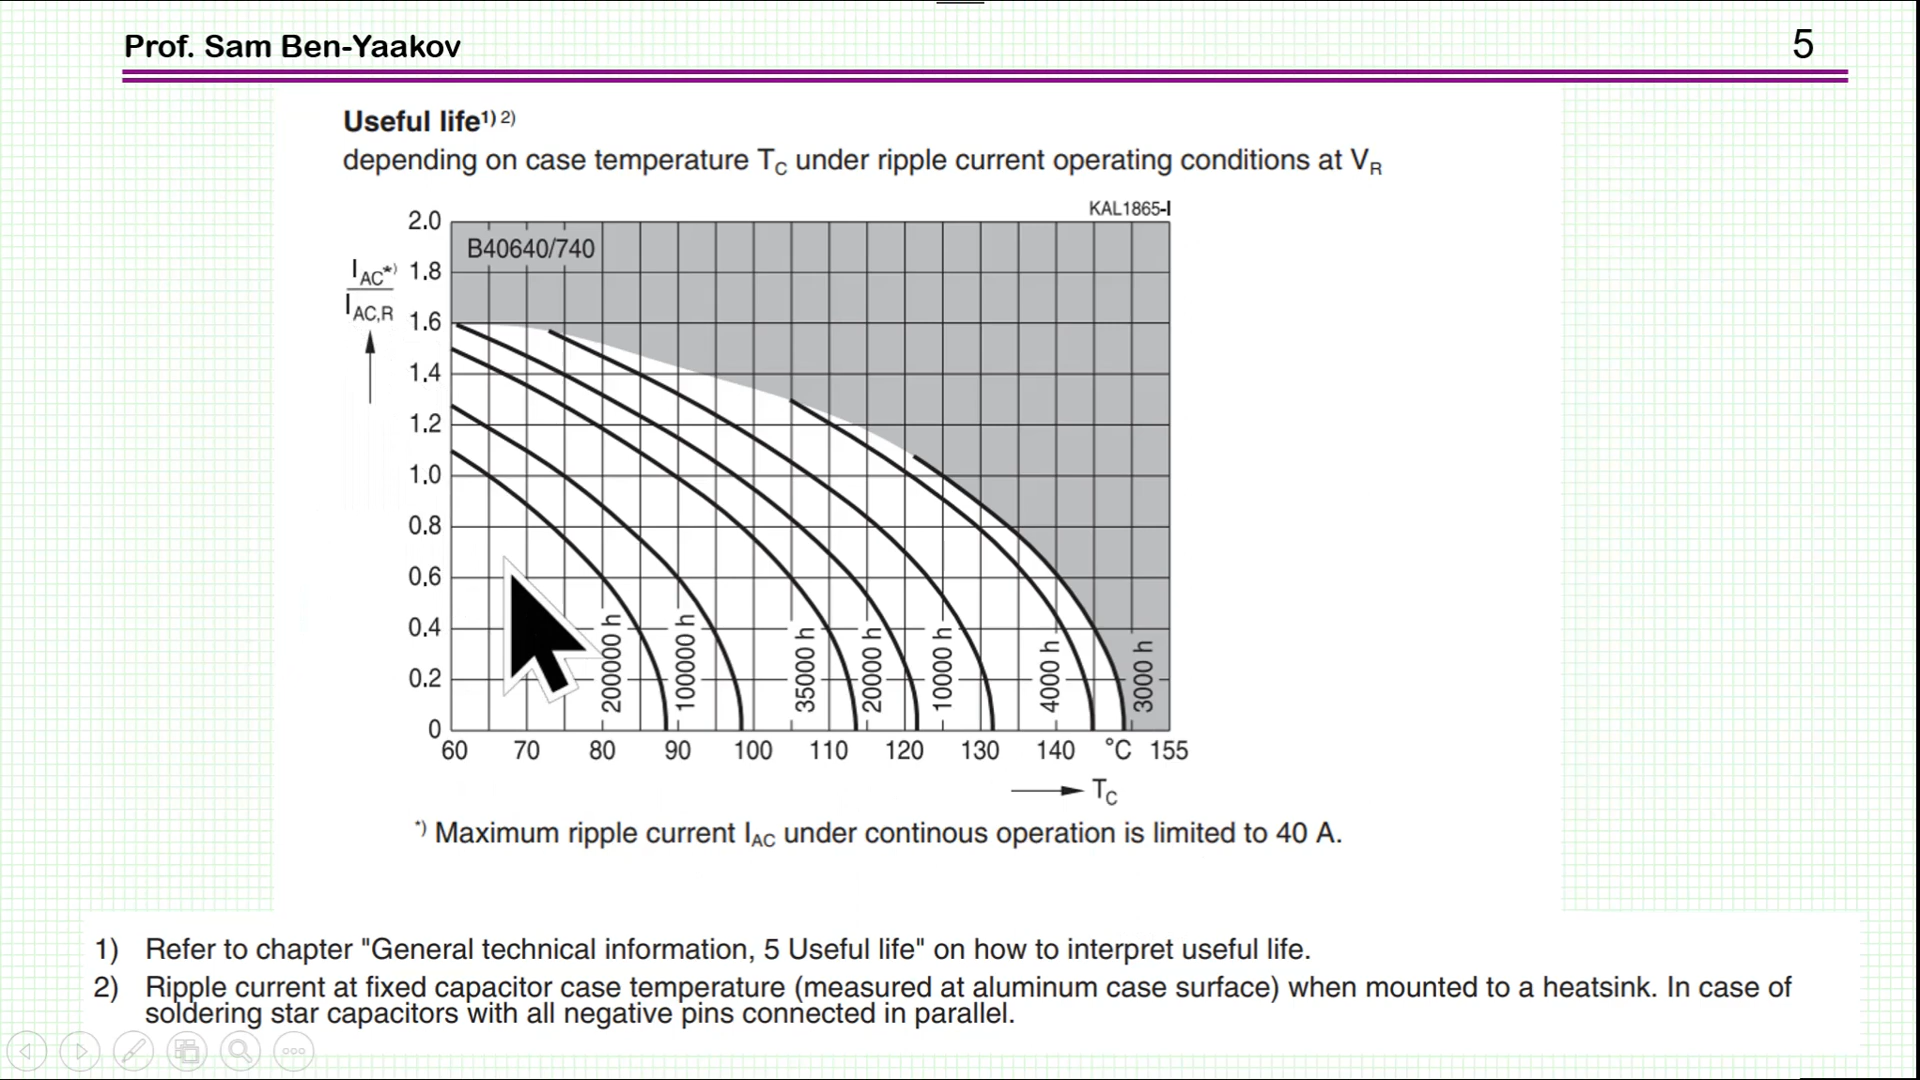 Prof. Sam Ben-Yaakov
5
Useful life1) 2)
depending on case temperature TC under ripple current operating conditions at VR
KAL1865-I
B40640/740
IAC*)
IAC,R
2.0
1.8
1.6
1.4
1.2
1.0
0.8
0.6
0.4
0.2
0
200000 h
100000 h
35000 h
20000 h
10000 h
4000 h
3000 h
60 70 80 90 100 110 120 130 140 °C 155
TC
*) Maximum ripple current IAC under continous operation is limited to 40 A.
1) Refer to chapter "General technical information, 5 Useful life" on how to interpret useful life.
2) Ripple current at fixed capacitor case temperature (measured at aluminum case surface) when mounted to a heatsink. In case of
soldering star capacitors with all negative pins connected in parallel.